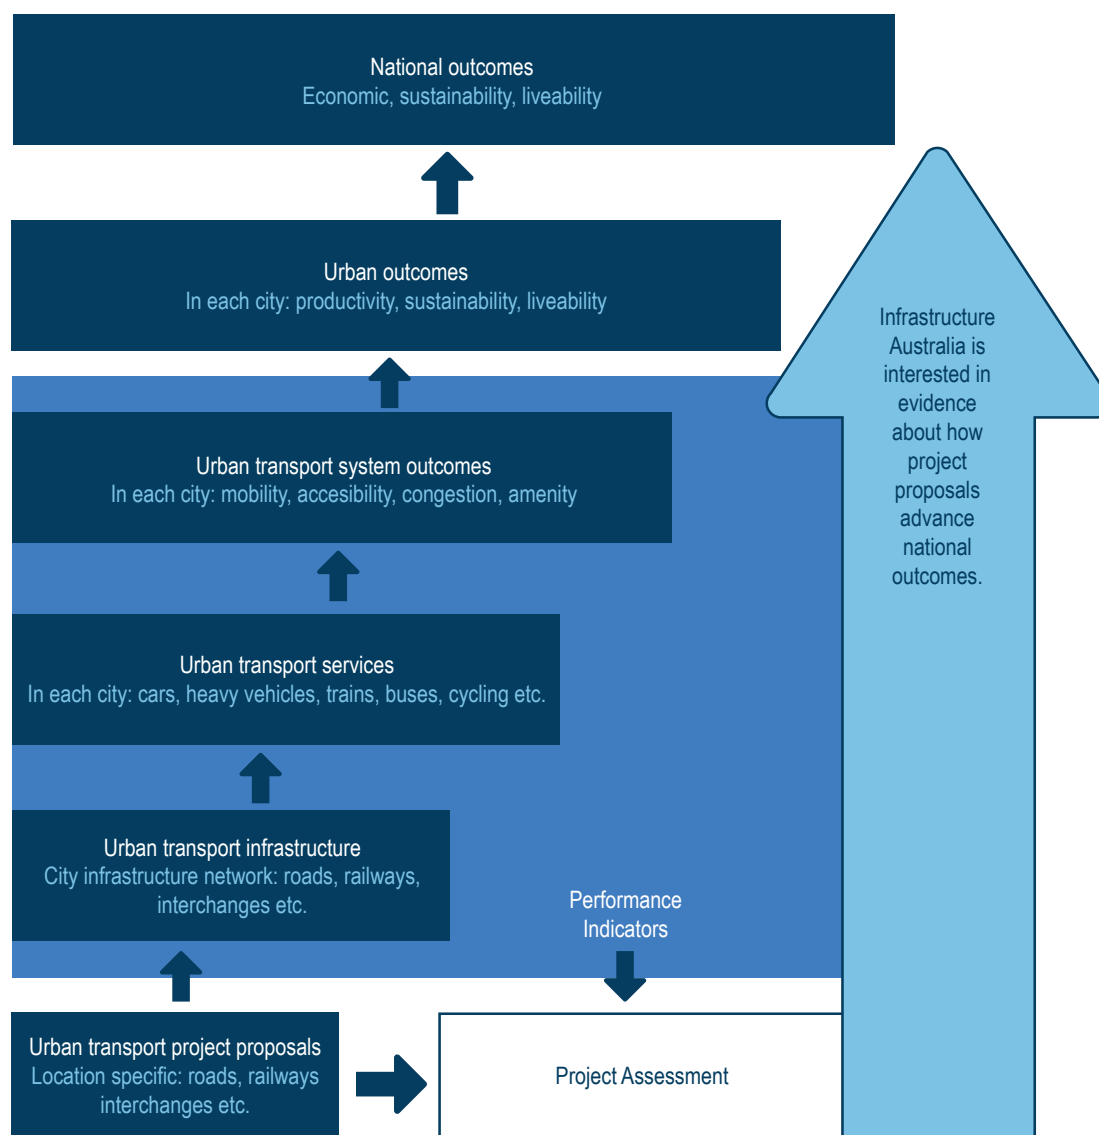 National outcomes
Economic, sustainability, liveability
Urban outcomes
In each city: productivity, sustainability, liveability
Urban transport system outcomes
In each city: mobility, accesibility, congestion, amenity
Urban transport services
In each city: cars, heavy vehicles, trains, buses, cycling etc.
Urban transport infrastructure
City infrastructure network: roads, railways,
interchanges etc.
Performance
Indicators
Urban transport project proposals
Location specific: roads, railways
interchanges etc.
Project Assessment
Infrastructure
Australia is
interested in
evidence
about how
project
proposals
advance
national
outcomes.